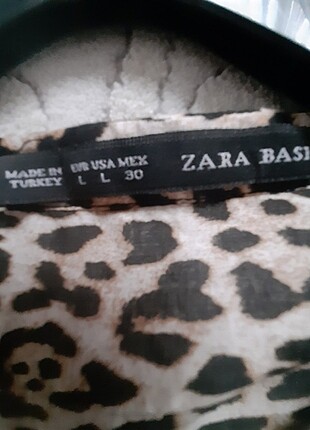 MADE IN EUR USA MEX ZARA BASI
TURKEY L L 30